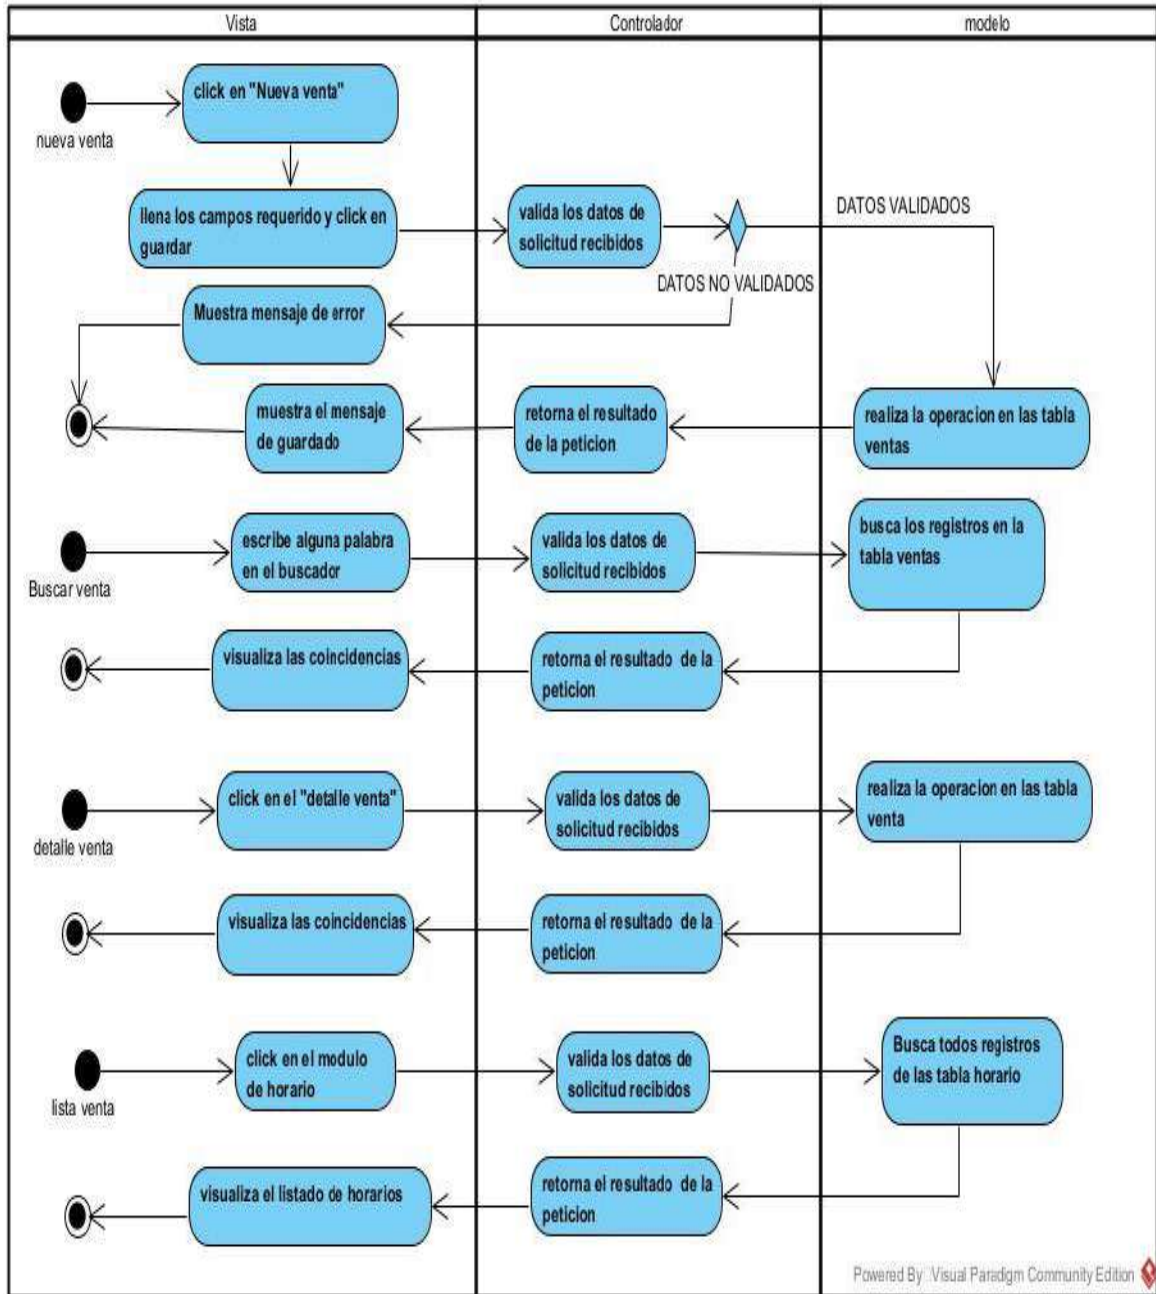 Vista
Controlador
modelo
click en "Nueva venta"
nueva venta
llena los campos requerido y click en
guardar
valida los datos de
solicitud recibidos
DATOS VALIDADOS
DATOS NO VALIDADOS
Muestra mensaje de error
muestra el mensaje
de guardado
retorna el resultado
de la peticion
realiza la operacion en las tabla
ventas
Buscar venta
escribe alguna palabra
en el buscador
valida los datos de
solicitud recibidos
busca los registros en la
tabla ventas
visualiza las coincidencias
retorna el resultado de la
peticion
detalle venta
click en el "detalle venta"
valida los datos de
solicitud recibidos
realiza la operacion en las tabla
venta
visualiza las coincidencias
retorna el resultado de la
peticion
lista venta
click en el modulo
de horario
valida los datos de
solicitud recibidos
Busca todos registros
de las tabla horario
visualiza el listado de horarios
retorna el resultado de la
peticion
Powered By Visual Paradigm Community Edition